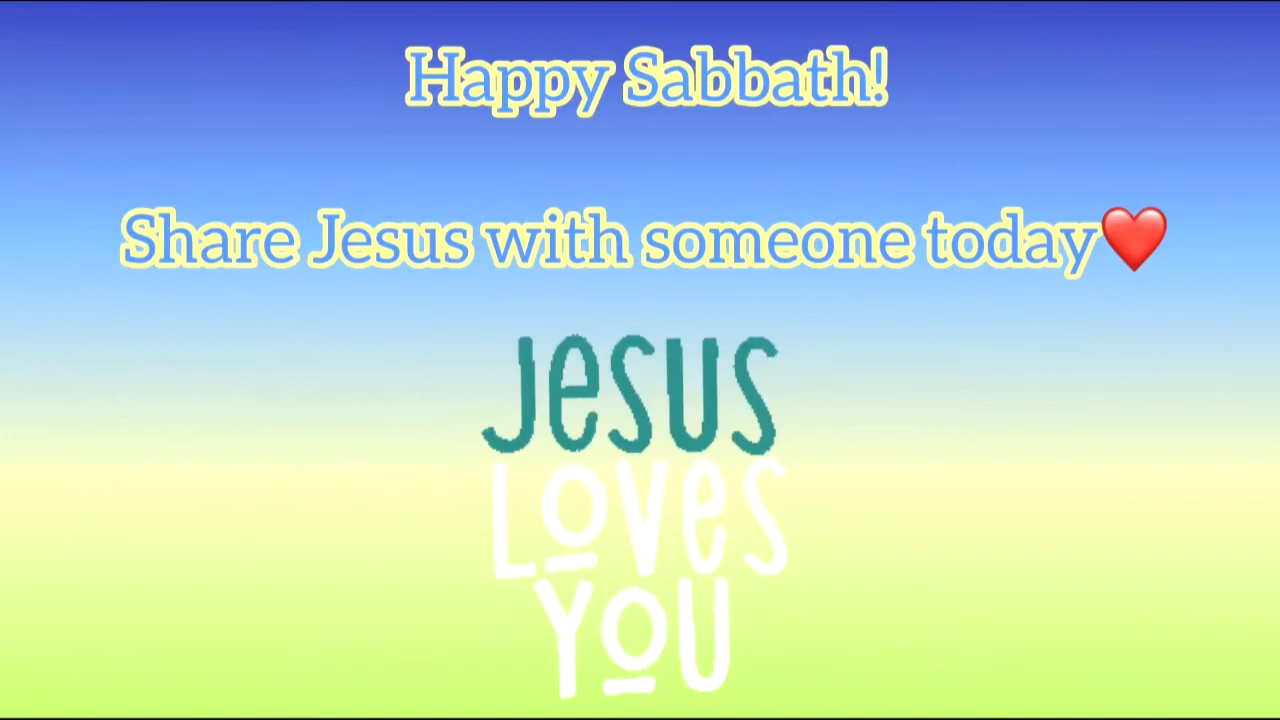 Happy Sabbath!
Share Jesus with someone today❤️
Jesus
Loves
You